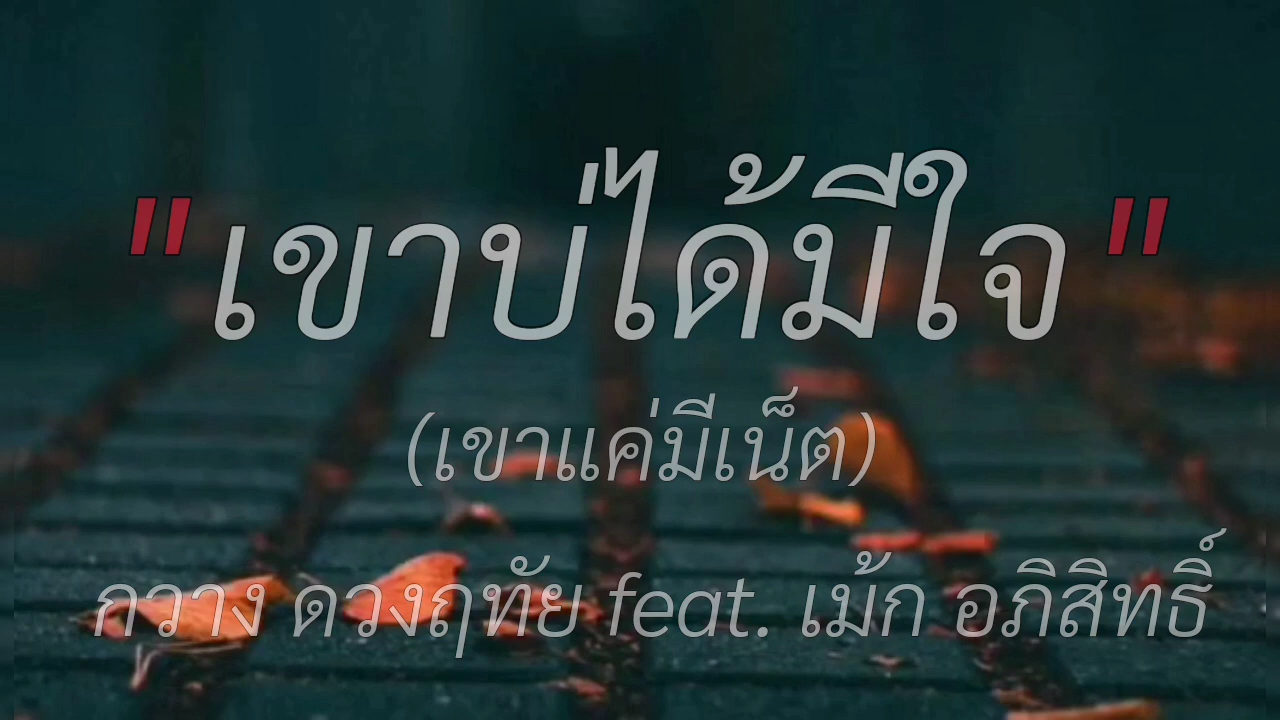 "เขาบ่ได้มีใจ"
(เขาแค่มีเน็ต)
กวาง ดวงฤทัย feat. เม้ก อภิสิทธิ์